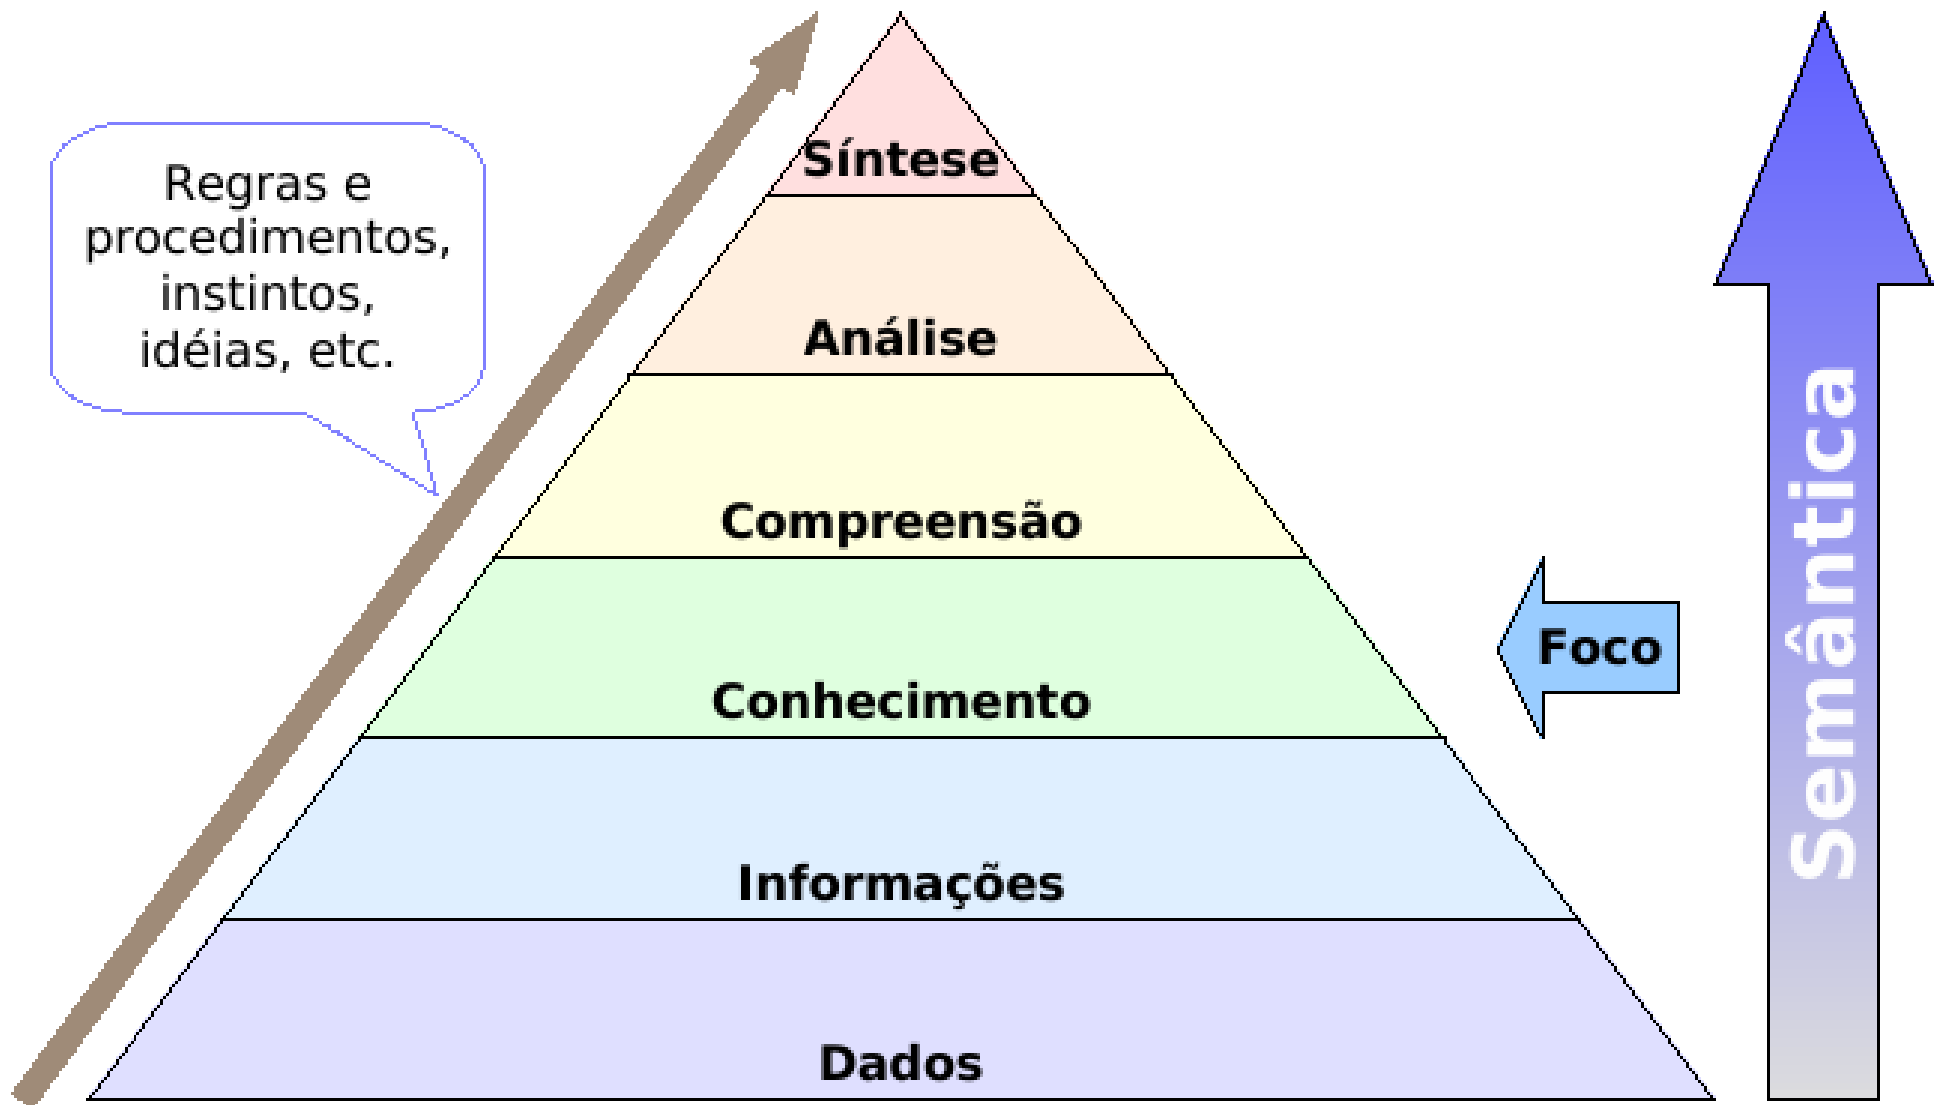 Regras e
procedimentos,
instintos,
idéias, etc.
Síntese
Análise
Compreensão
Conhecimento
Informações
Dados
Foco
Semântica